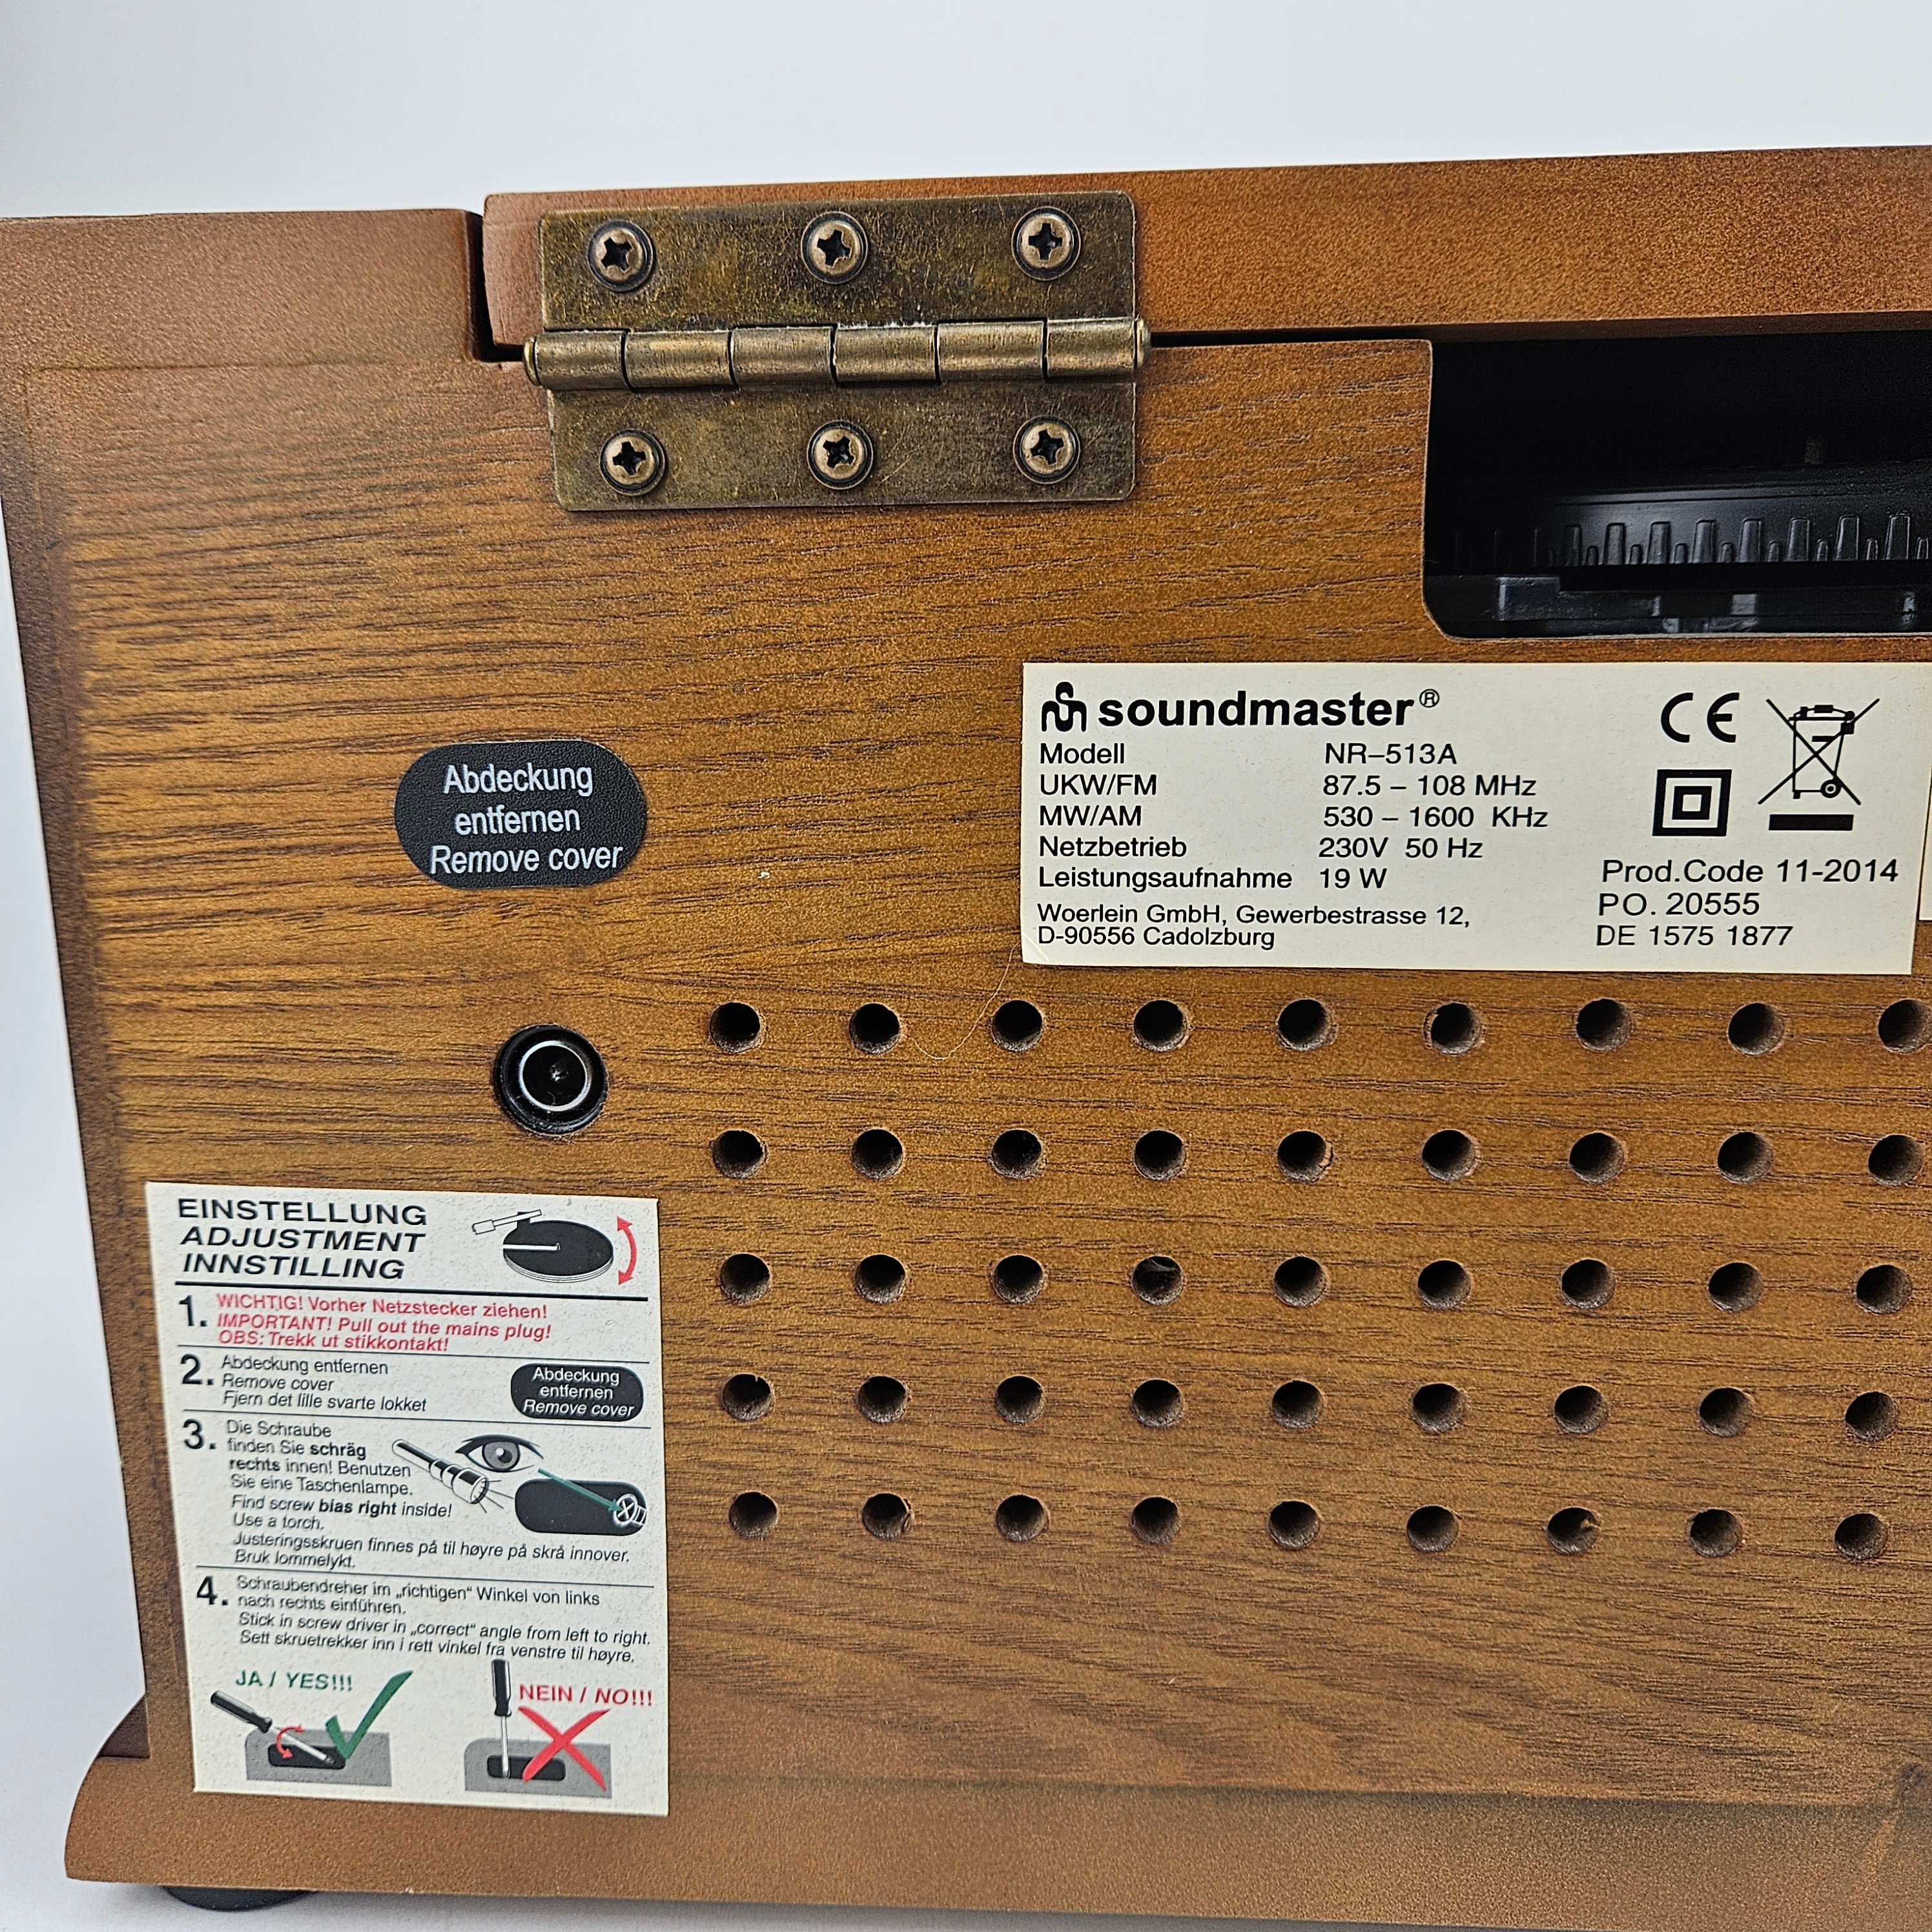 Abdeckung
entfernen
Remove cover
soundmaster®
Modell NR–513A
UKW/FM 87.5 – 108 MHz
MW/AM 530 – 1600 KHz
Netzbetrieb 230V 50 Hz
Leistungsaufnahme 19 W
Woerlein GmbH, Gewerbestrasse 12,
D-90556 Cadolzburg
CE
Prod.Code 11-2014
PO. 20555
DE 1575 1877
EINSTELLUNG
ADJUSTMENT
INNSTILLING
1. WICHTIG! Vorher Netzstecker ziehen!
IMPORTANT! Pull out the mains plug!
OBS: Trekk ut stikkontakt!
2. Abdeckung entfernen
Remove cover
Fjern det lille svarte lokket
Abdeckung
entfernen
Remove cover
3. Die Schraube
finden Sie schräg
rechts innen! Benutzen
Sie eine Taschenlampe.
Find screw bias right inside!
Use a torch.
Justeringsskruen finnes på til høyre på skrå innover.
Bruk lommelykt.
4. Schraubendreher im „richtigen“ Winkel von links
nach rechts einführen.
Stick in screw driver in „correct“ angle from left to right.
Sett skruetrekker inn i rett vinkel fra venstre til høyre.
JA / YES!!!
NEIN / NO!!!